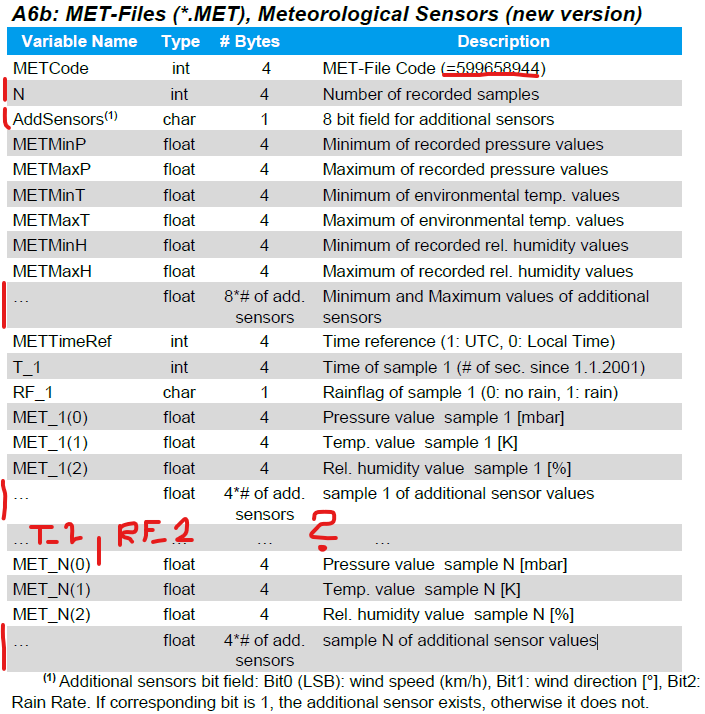 A6b: MET-Files (*.MET), Meteorological Sensors (new version)
Variable Name Type # Bytes Description
METCode int 4 MET-File Code (=599658944)
N int 4 Number of recorded samples
AddSensors(1) char 1 8 bit field for additional sensors
METMinP float 4 Minimum of recorded pressure values
METMaxP float 4 Maximum of recorded pressure values
METMinT float 4 Minimum of environmental temp. values
METMaxT float 4 Maximum of environmental temp. values
METMinH float 4 Minimum of recorded rel. humidity values
METMaxH float 4 Maximum of recorded rel. humidity values
... float 8*# of add. Minimum and Maximum values of additional
sensors sensors
METTimeRef int 4 Time reference (1: UTC, 0: Local Time)
T_1 int 4 Time of sample 1 (# of sec. since 1.1.2001)
RF_1 char 1 Rainflag of sample 1 (0: no rain, 1: rain)
MET_1(0) float 4 Pressure value sample 1 [mbar]
MET_1(1) float 4 Temp. value sample 1 [K]
MET_1(2) float 4 Rel. humidity value sample 1 [%]
... float 4*# of add. sample 1 of additional sensor values
sensors
T_2, RF_2 ?
... ... ... ...
MET_N(0) float 4 Pressure value sample N [mbar]
MET_N(1) float 4 Temp. value sample N [K]
MET_N(2) float 4 Rel. humidity value sample N [%]
... float 4*# of add. sample N of additional sensor values
sensors
(1) Additional sensors bit field: Bit0 (LSB): wind speed (km/h), Bit1: wind direction [°], Bit2:
Rain Rate. If corresponding bit is 1, the additional sensor exists, otherwise it does not.